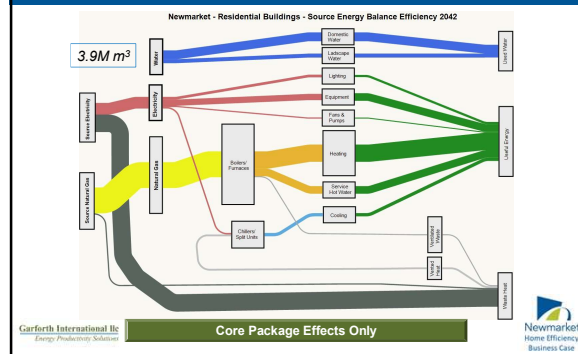 Newmarket - Residential Buildings - Source Energy Balance Efficiency 2042
3.9M m³
Water
Domestic
Water
Ladscape
Water
Used Water
Source Electricity
Electricity
Lighting
Equipment
Fans &
Pumps
Useful Energy
Source Natural Gas
Natural Gas
Boilers/
Furnaces
Heating
Service
Hot Water
Chillers/
Split Units
Cooling
Ventilated
Waste
Vented
Heat
Waste Heat
Garforth International llc
Energy Productivity Solutions
Core Package Effects Only
Newmarket
Home Efficiency
Business Case